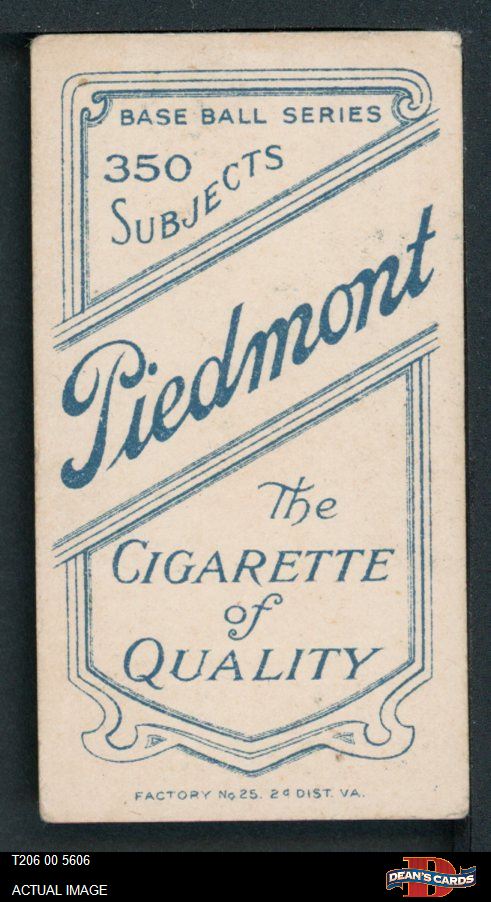 BASE BALL SERIES
350
SUBJECTS
Piedmont
The
CIGARETTE
of
QUALITY
FACTORY No 25. 2d DIST. VA.
T206 00 5606
ACTUAL IMAGE
D
DEAN'S CARDS